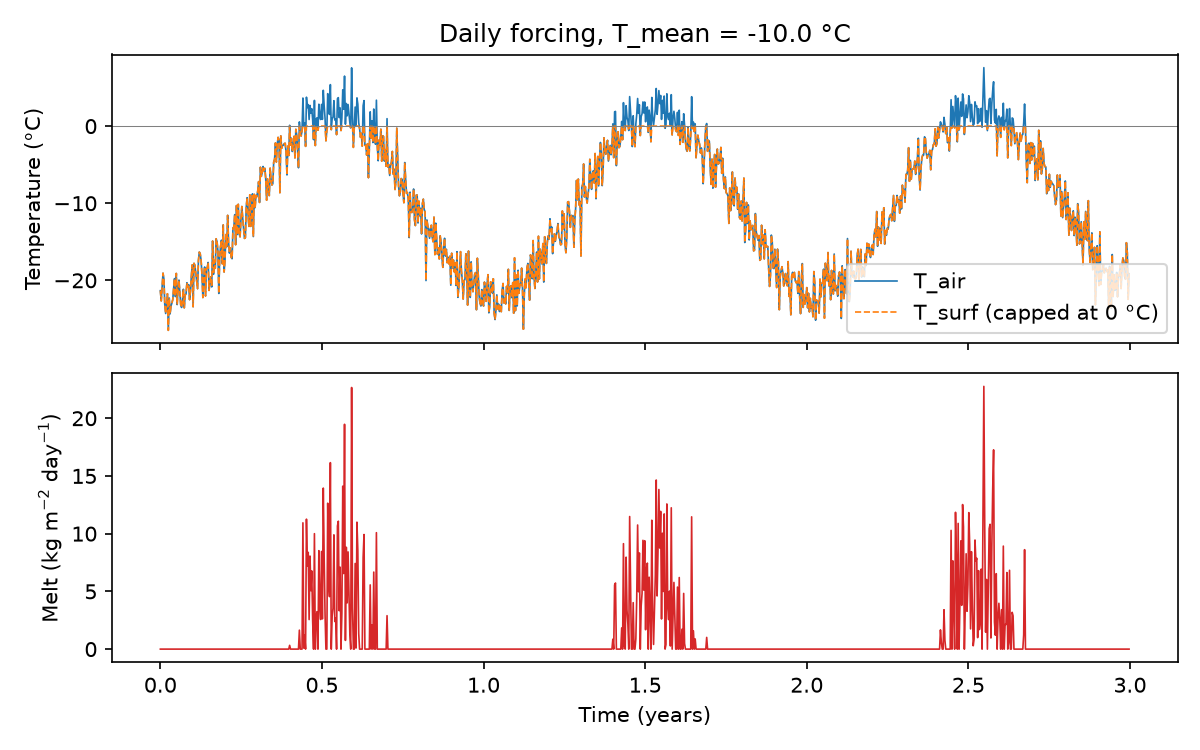 Daily forcing, T_mean = -10.0 °C
Temperature (°C)
0
−10
−20
T_air
T_surf (capped at 0 °C)
Melt (kg m⁻² day⁻¹)
20
15
10
5
0
0.0 0.5 1.0 1.5 2.0 2.5 3.0
Time (years)